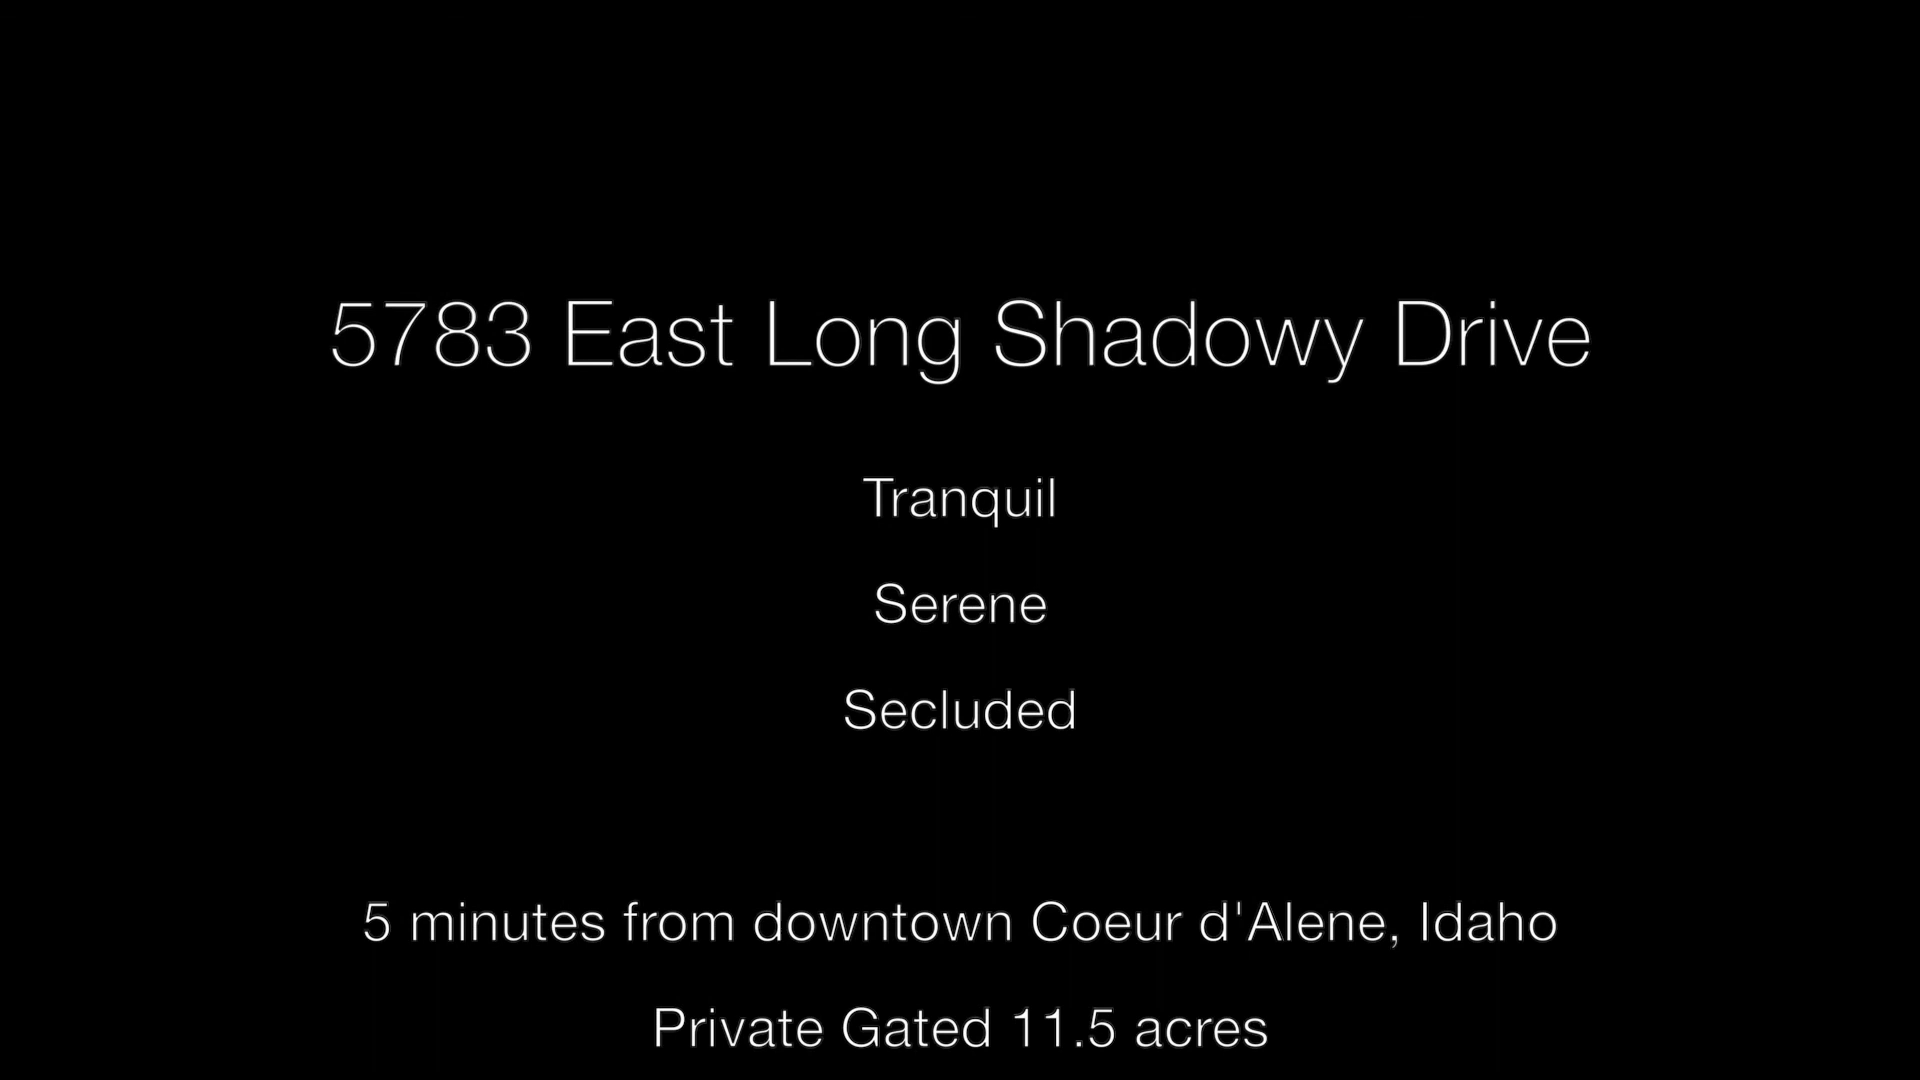 5783 East Long Shadowy Drive
Tranquil
Serene
Secluded
5 minutes from downtown Coeur d'Alene, Idaho
Private Gated 11.5 acres